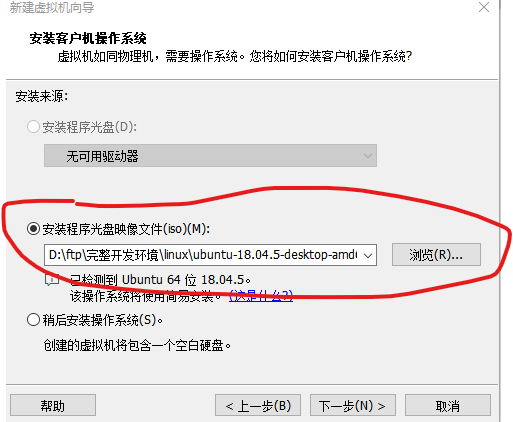 新建虚拟机向导
安装客户机操作系统
虚拟机如同物理机，需要操作系统。您将如何安装客户机操作系统?
安装来源:
安装程序光盘(D):
无可用驱动器
安装程序光盘映像文件(iso)(M):
D:\ftp\完整开发环境\linux\ubuntu-18.04.5-desktop-amd6
浏览(R)...
已检测到 Ubuntu 64 位 18.04.5。
该操作系统将使用简易安装。 (这是什么?)
稍后安装操作系统(S)。
创建的虚拟机将包含一个空白硬盘。
帮助
< 上一步(B)
下一步(N) >
取消